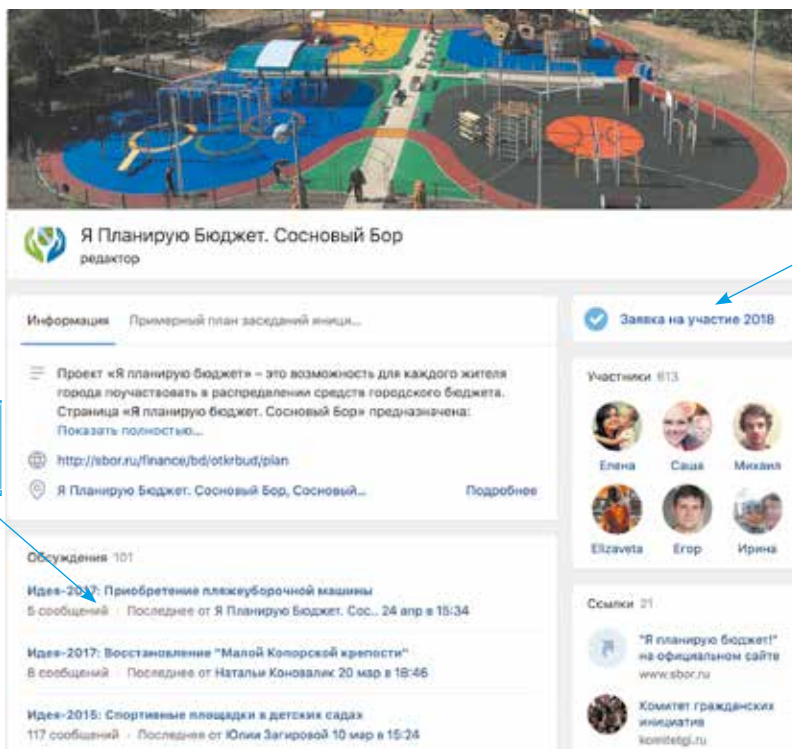 Я Планирую Бюджет. Сосновый Бор
редактор
Информация Примерный план заседаний иници...
Проект «Я планирую бюджет» – это возможность для каждого жителя
города поучаствовать в распределении средств городского бюджета.
Страница «Я планирую бюджет. Сосновый Бор» предназначена:
Показать полностью...
http://sbor.ru/finance/bd/otkrbud/plan
Я Планирую Бюджет. Сосновый Бор, Сосновый... Подробнее
Обсуждения 101
Идея-2017: Приобретение пляжеуборочной машины
5 сообщений · Последнее от Я Планирую Бюджет. Сос.. 24 апр в 15:34
Идея-2017: Восстановление "Малой Копорской крепости"
8 сообщений · Последнее от Натальи Коновалик 20 мар в 18:46
Идея-2015: Спортивные площадки в детских садах
117 сообщений · Последнее от Юлии Загировой 10 мар в 15:24
Заявка на участие 2018
Участники 613
Елена Саша Михаил
Elizaveta Егор Ирина
Ссылки 21
"Я планирую бюджет!"
на официальном сайте
www.sbor.ru
Комитет гражданских
инициатив
komitetgi.ru